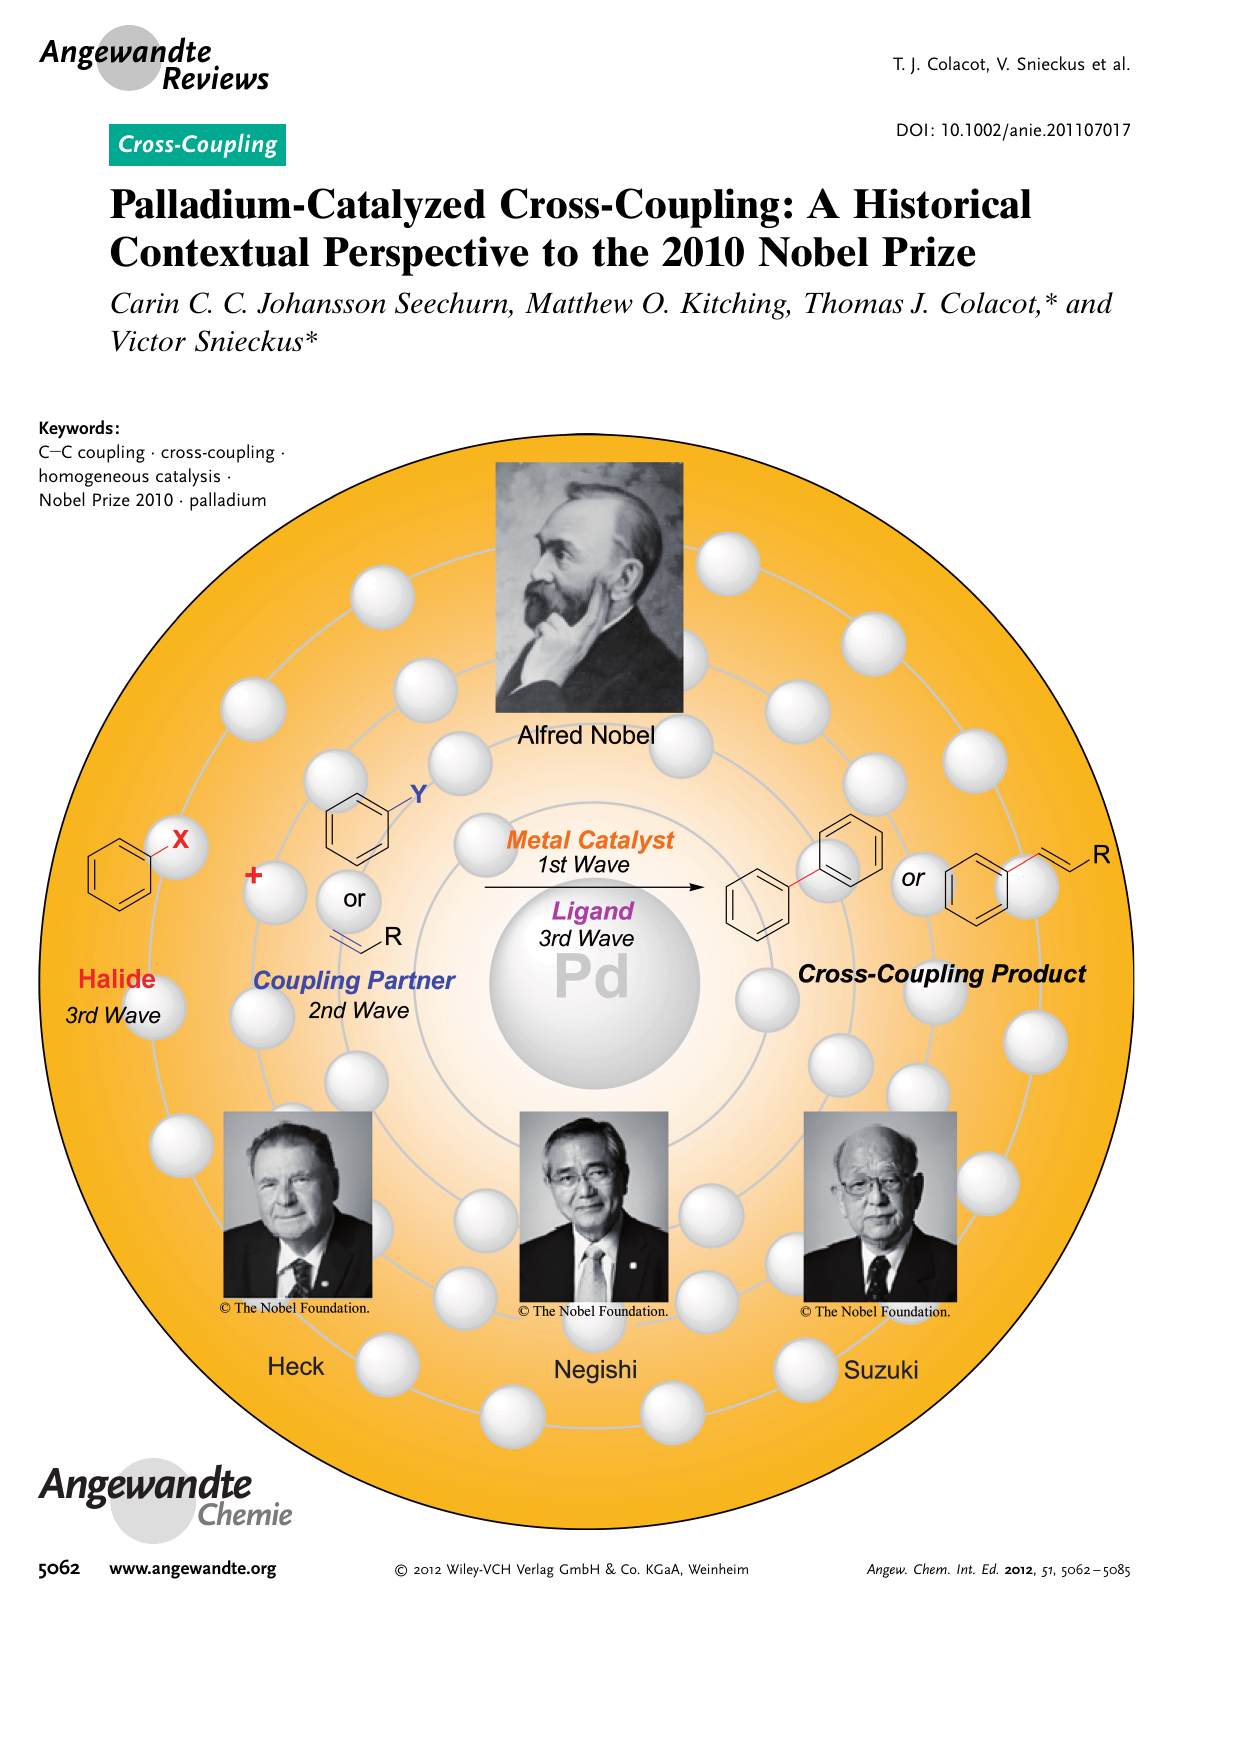 Angewandte
Reviews
T. J. Colacot, V. Snieckus et al.
DOI: 10.1002/anie.201107017
Cross-Coupling
Palladium-Catalyzed Cross-Coupling: A Historical
Contextual Perspective to the 2010 Nobel Prize
Carin C. C. Johansson Seechurn, Matthew O. Kitching, Thomas J. Colacot,* and
Victor Snieckus*
Keywords:
C–C coupling · cross-coupling ·
homogeneous catalysis ·
Nobel Prize 2010 · palladium
Alfred Nobel
X
+
Y
or
R
Metal Catalyst
1st Wave
Ligand
3rd Wave
Pd
or
R
Halide
3rd Wave
Coupling Partner
2nd Wave
Cross-Coupling Product
© The Nobel Foundation.
© The Nobel Foundation.
© The Nobel Foundation.
Heck
Negishi
Suzuki
Angewandte
Chemie
5062 www.angewandte.org
© 2012 Wiley-VCH Verlag GmbH & Co. KGaA, Weinheim
Angew. Chem. Int. Ed. 2012, 51, 5062–5085